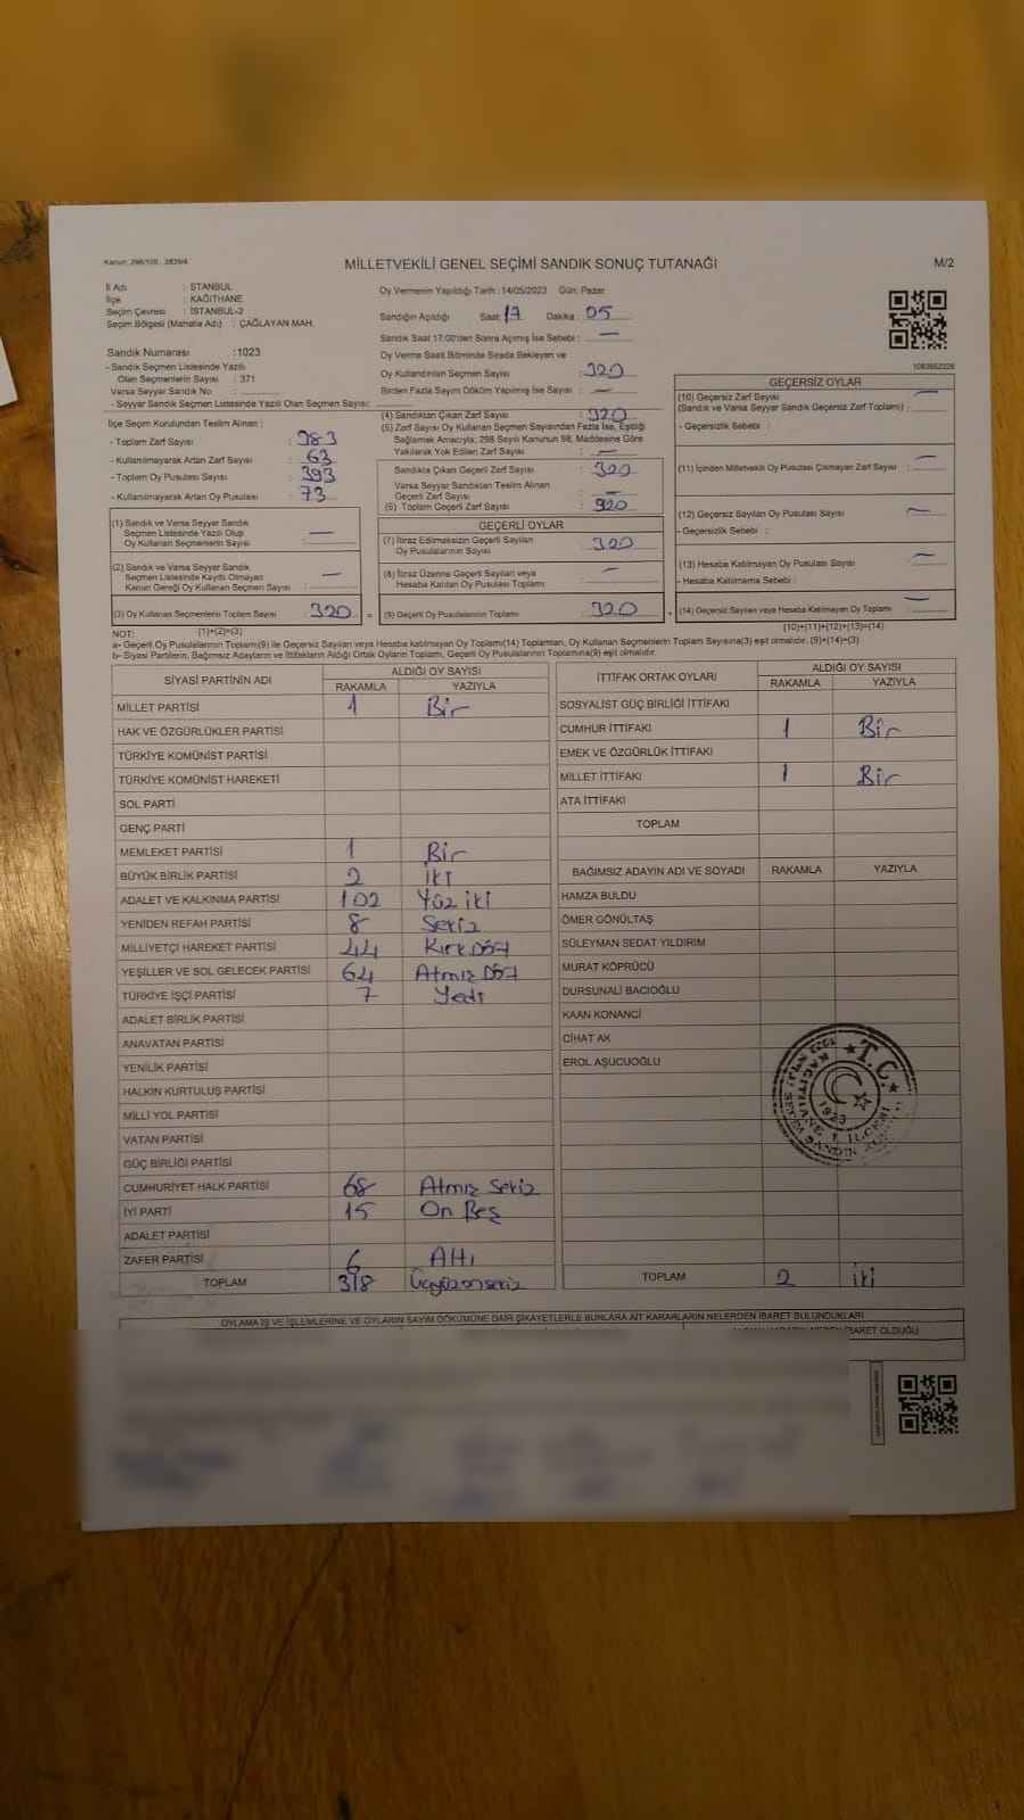 MİLLETVEKİLİ GENEL SEÇİMİ SANDIK SONUÇ TUTANAĞI
M/2
İl Adı : İSTANBUL
İlçe : KAĞITHANE
Seçim Çevresi : İSTANBUL-2
Seçim Bölgesi (Mahalle Adı) : ÇAĞLAYAN MAH.
Sandık Numarası :1023
- Sandık Seçmen Listesinde Yazılı
Olan Seçmenlerin Sayısı : 371
Varsa Seyyar Sandık No :
- Seyyar Sandık Seçmen Listesinde Yazılı Olan Seçmen Sayısı:
İlçe Seçim Kurulundan Teslim Alınan :
- Toplam Zarf Sayısı : 383
- Kullanılmayarak Artan Zarf Sayısı : 63
- Toplam Oy Pusulası Sayısı : 393
- Kullanılmayarak Artan Oy Pusulası : 73
Oy Vermenin Yapıldığı Tarih : 14/05/2023 Gün: Pazar
Sandığın Açıldığı Saat: 17 Dakika : 05
Sandık Saat 17:00'den Sonra Açılmış İse Sebebi : —
Oy Verme Saati Bitiminde Sırada Bekleyen ve
Oy Kullandırılan Seçmen Sayısı : 320
Birden Fazla Sayım Döküm Yapılmış İse Sayısı : —
(4) Sandıktan Çıkan Zarf Sayısı : 320
(5) Zarf Sayısı Oy Kullanan Seçmen Sayısından Fazla İse, Eşitliği
Sağlamak Amacıyla; 298 Sayılı Kanunun 98. Maddesine Göre
Yakılarak Yok Edilen Zarf Sayısı : —
Sandıkta Çıkan Geçerli Zarf Sayısı : 320
Varsa Seyyar Sandıktan Teslim Alınan
Geçerli Zarf Sayısı : —
(6) Toplam Geçerli Zarf Sayısı : 320
GEÇERLİ OYLAR
(7) İtiraz Edilmeksizin Geçerli Sayılan
Oy Pusulalarının Sayısı : 320
(8) İtiraz Üzerine Geçerli Sayılan veya
Hesaba Katılan Oy Pusulası Toplamı : —
(9) Geçerli Oy Pusulalarının Toplamı : 320
(1) Sandık ve Varsa Seyyar Sandık
Seçmen Listesinde Yazılı Olup
Oy Kullanan Seçmenlerin Sayısı : —
(2) Sandık ve Varsa Seyyar Sandık
Seçmen Listesinde Kayıtlı Olmayan
Kanun Gereği Oy Kullanan Seçmen Sayısı : —
(3) Oy Kullanan Seçmenlerin Toplam Sayısı : 320 =
(1)+(2)=(3)
GEÇERSİZ OYLAR
(10) Geçersiz Zarf Sayısı
(Sandık ve Varsa Seyyar Sandık Geçersiz Zarf Toplamı) : —
- Geçersizlik Sebebi :
(11) İçinden Milletvekili Oy Pusulası Çıkmayan Zarf Sayısı : —
(12) Geçersiz Sayılan Oy Pusulası Sayısı : —
- Geçersizlik Sebebi :
(13) Hesaba Katılmayan Oy Pusulası Sayısı : —
- Hesaba Katılmama Sebebi :
+ (14) Geçersiz Sayılan veya Hesaba Katılmayan Oy Toplamı : —
(10)+(11)+(12)+(13)=(14)
NOT:
a- Geçerli Oy Pusulalarının Toplamı(9) ile Geçersiz Sayılan veya Hesaba katılmayan Oy Toplamı(14) Toplamları, Oy Kullanan Seçmenlerin Toplam Sayısına(3) eşit olmalıdır. (9)+(14)=(3)
b- Siyasi Partilerin, Bağımsız Adayların ve İttifakların Aldığı Ortak Oyların Toplamı, Geçerli Oy Pusulalarının Toplamına(9) eşit olmalıdır.
SİYASİ PARTİNİN ADI ALDIĞI OY SAYISI
RAKAMLA YAZIYLA
MİLLET PARTİSİ 1 Bir
HAK VE ÖZGÜRLÜKLER PARTİSİ
TÜRKİYE KOMÜNİST PARTİSİ
TÜRKİYE KOMÜNİST HAREKETİ
SOL PARTİ
GENÇ PARTİ
MEMLEKET PARTİSİ 1 Bir
BÜYÜK BİRLİK PARTİSİ 2 İki
ADALET VE KALKINMA PARTİSİ 102 Yüz iki
YENİDEN REFAH PARTİSİ 8 Sekiz
MİLLİYETÇİ HAREKET PARTİSİ 44 Kırk Dört
YEŞİLLER VE SOL GELECEK PARTİSİ 64 Atmış Dört
TÜRKİYE İŞÇİ PARTİSİ 7 Yedi
ADALET BİRLİK PARTİSİ
ANAVATAN PARTİSİ
YENİLİK PARTİSİ
HALKIN KURTULUŞ PARTİSİ
MİLLİ YOL PARTİSİ
VATAN PARTİSİ
GÜÇ BİRLİĞİ PARTİSİ
CUMHURİYET HALK PARTİSİ 68 Atmış Sekiz
İYİ PARTİ 15 On Beş
ADALET PARTİSİ
ZAFER PARTİSİ 6 Altı
TOPLAM 318 Üçyüzonsekiz
İTTİFAK ORTAK OYLARI ALDIĞI OY SAYISI
RAKAMLA YAZIYLA
SOSYALİST GÜÇ BİRLİĞİ İTTİFAKI
CUMHUR İTTİFAKI 1 Bir
EMEK VE ÖZGÜRLÜK İTTİFAKI
MİLLET İTTİFAKI 1 Bir
ATA İTTİFAKI
TOPLAM
BAĞIMSIZ ADAYIN ADI VE SOYADI RAKAMLA YAZIYLA
HAMZA BULDU
ÖMER GÖNÜLTAŞ
SÜLEYMAN SEDAT YILDIRIM
MURAT KÖPRÜCÜ
DURSUNALİ BACIOĞLU
KAAN KONANCİ
CİHAT AK
EROL AŞUCUOĞLU
T.C.
1923
TOPLAM 2 iki
OYLAMA İŞ VE İŞLEMLERİNE VE OYLARIN SAYIM DÖKÜMÜNE DAİR ŞİKAYETLERLE BUNLARA AİT KARARLARIN NELERDEN İBARET BULUNDUKLARI
İBARET OLDUĞU